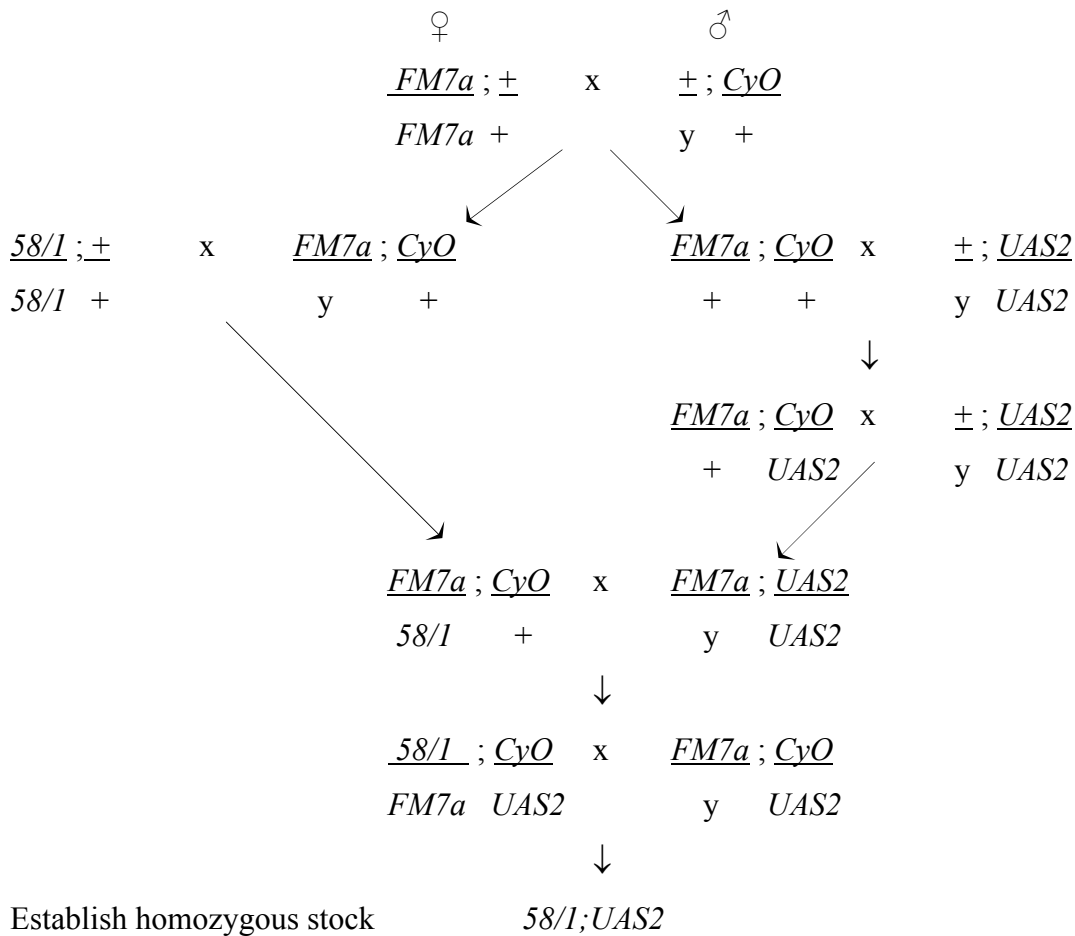 ♀ ♂
FM7a ; + x + ; CyO
FM7a + y +
58/1 ; + x FM7a ; CyO FM7a ; CyO x + ; UAS2
58/1 + y + + + y UAS2
↓
FM7a ; CyO x + ; UAS2
+ UAS2 y UAS2
FM7a ; CyO x FM7a ; UAS2
58/1 + y UAS2
↓
58/1 ; CyO x FM7a ; CyO
FM7a UAS2 y UAS2
↓
Establish homozygous stock 58/1;UAS2